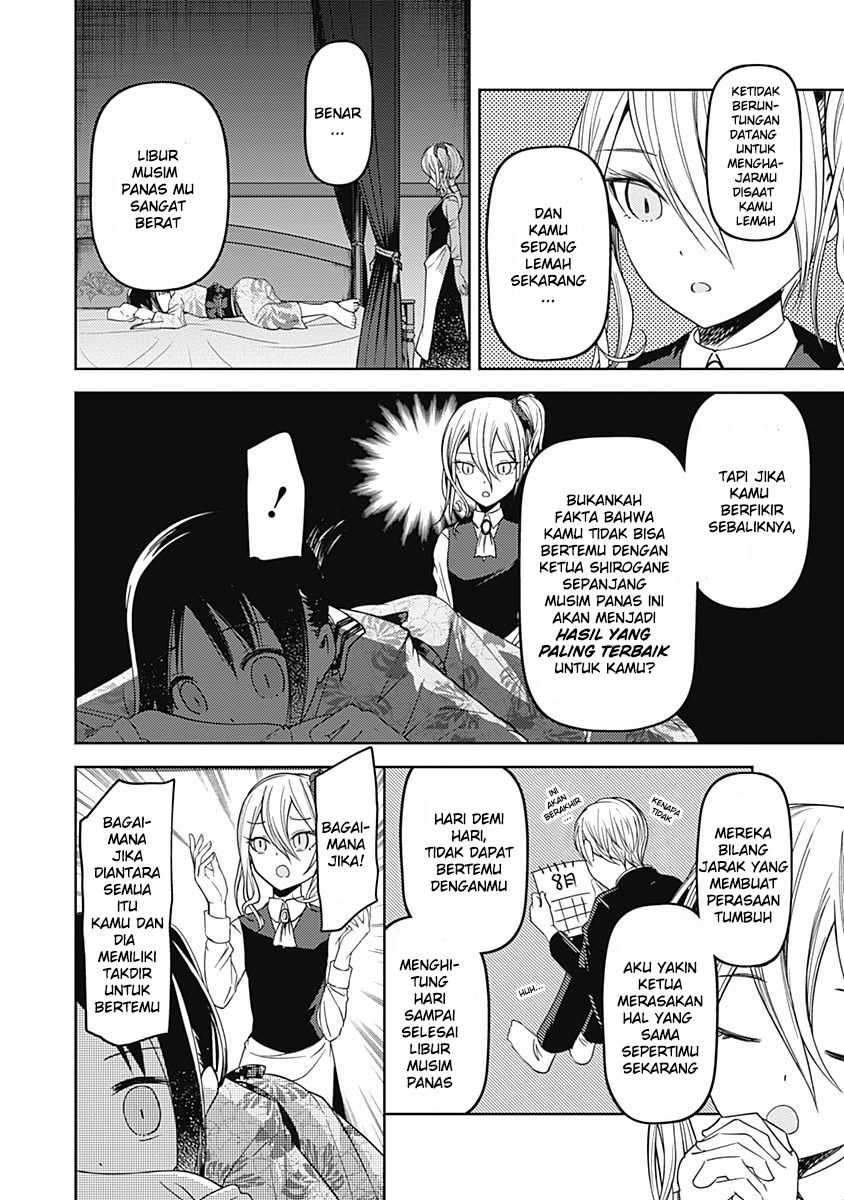 KETIDAK
BERUN-
TUNGAN
DATANG
UNTUK
MENGHA-
JARMU
DISAAT
KAMU
LEMAH
DAN
KAMU
SEDANG
LEMAH
SEKARANG
...
BENAR
...
LIBUR
MUSIM
PANAS MU
SANGAT
BERAT
TAPI JIKA
KAMU
BERFIKIR
SEBALIKNYA,
BUKANKAH
FAKTA BAHWA
KAMU TIDAK BISA
BERTEMU DENGAN
KETUA SHIROGANE
SEPANJANG
MUSIM PANAS INI
AKAN MENJADI
HASIL YANG
PALING TERBAIK
UNTUK KAMU?
!
MEREKA
BILANG
JARAK YANG
MEMBUAT
PERASAAN
TUMBUH
AKU YAKIN
KETUA
MERASAKAN
HAL YANG
SAMA
SEPERTIMU
SEKARANG
KENAPA
TIDAK
INI
AKAN
BERAKHIR
...
8月
HUH...
HARI DEMI
HARI,
TIDAK DAPAT
BERTEMU
DENGANMU
MENGHI-
TUNG
HARI
SAMPAI
SELESAI
LIBUR
MUSIM
PANAS
BAGAI-
MANA
JIKA!
BAGAI-
MANA
JIKA
DIANTARA
SEMUA
ITU
KAMU DAN
DIA
MEMILIKI
TAKDIR
UNTUK
BERTEMU